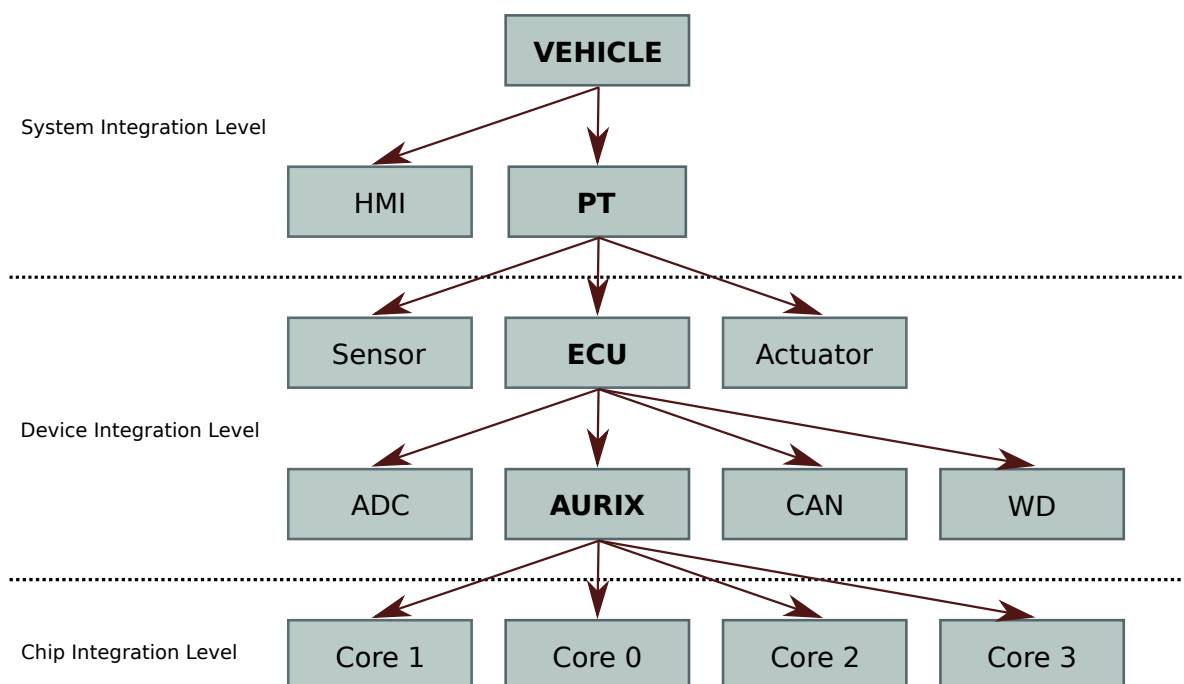 VEHICLE
System Integration Level
HMI
PT
Sensor
ECU
Actuator
Device Integration Level
ADC
AURIX
CAN
WD
Chip Integration Level
Core 1
Core 0
Core 2
Core 3